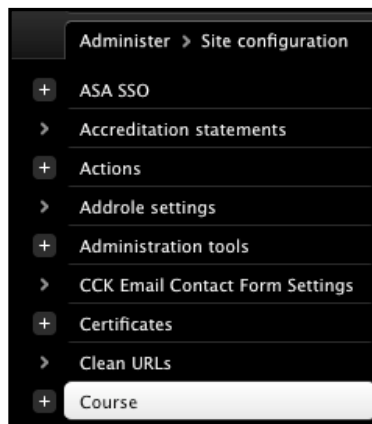 Administer > Site configuration
ASA SSO
Accreditation statements
Actions
Addrole settings
Administration tools
CCK Email Contact Form Settings
Certificates
Clean URLs
Course